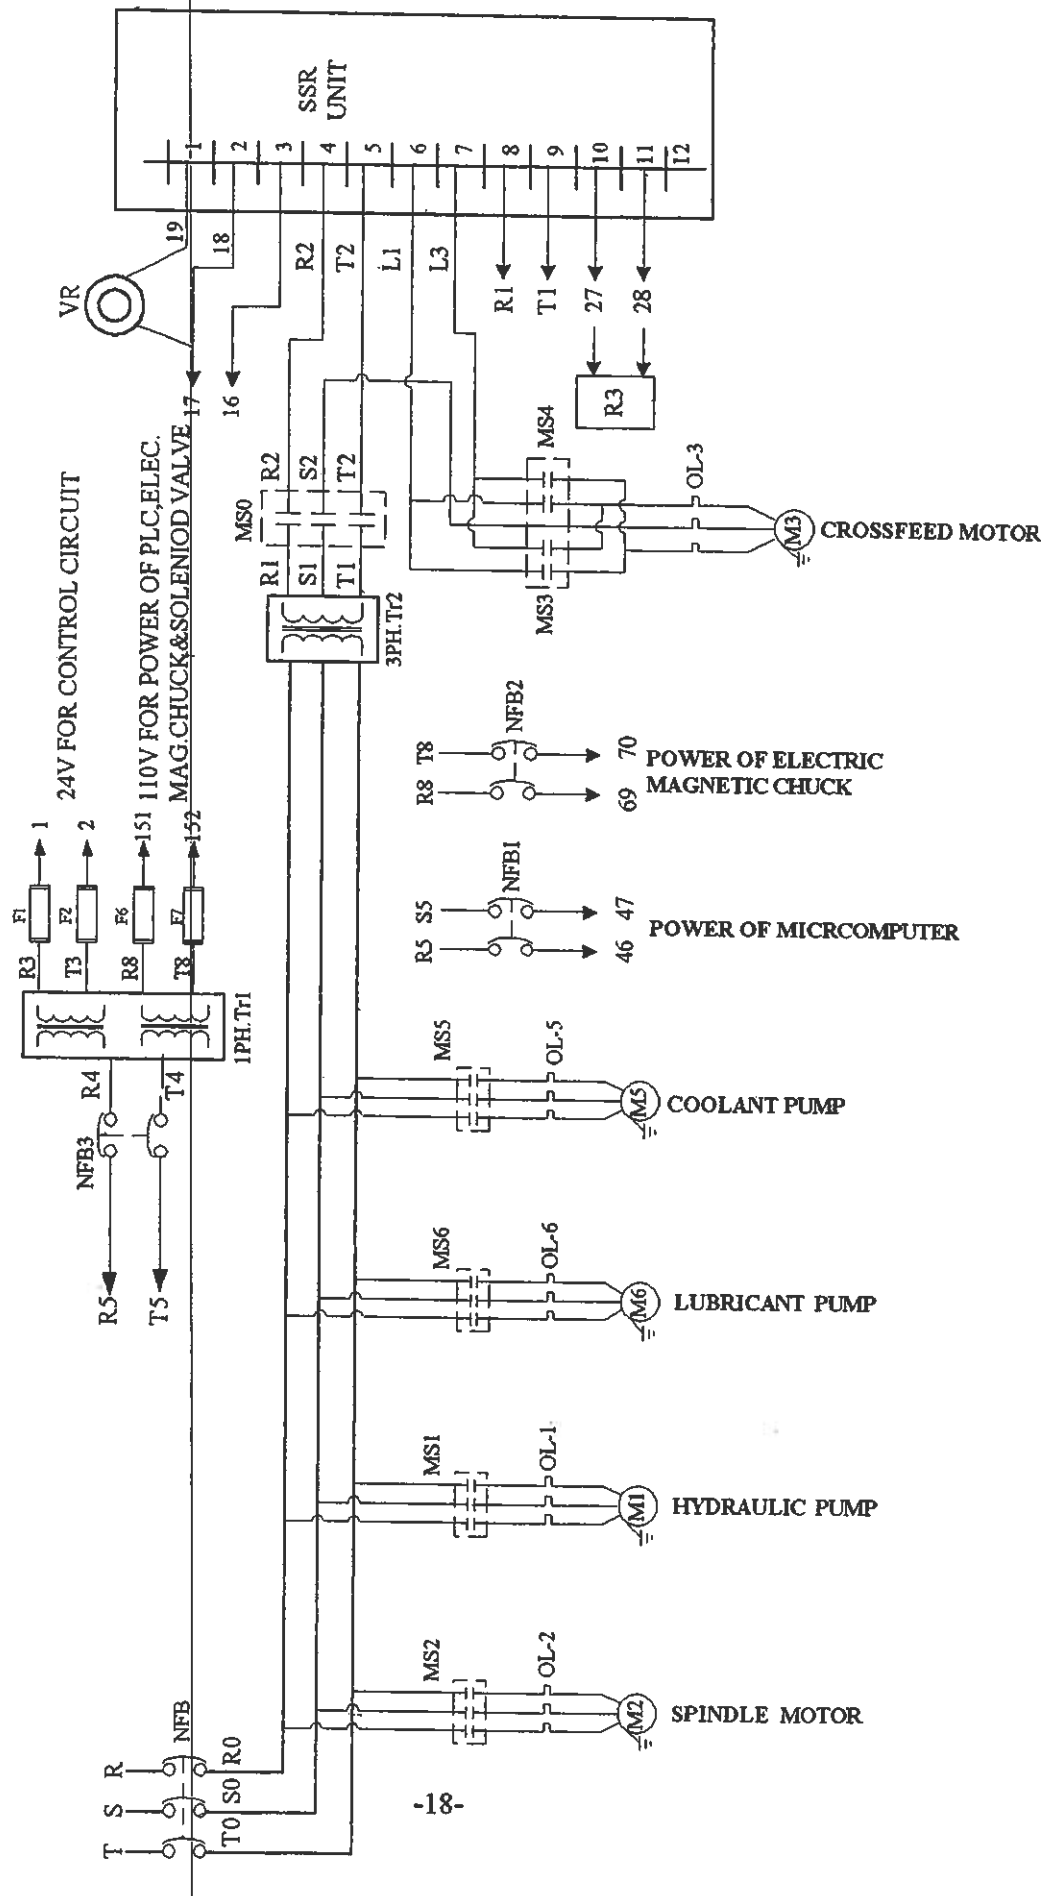 SSR
UNIT
1
2
3
4
5
6
7
8
9
10
11
12
VR
19
18
17
16
R2
T2
L1
L3
R1
T1
27
28
R3
24V FOR CONTROL CIRCUIT
110V FOR POWER OF PLC,ELEC.
MAG.CHUCK&SOLENIOD VALVE
1
2
151
152
F1
F2
F6
F7
R3
T3
R8
T8
1PH.Tr1
R4
T4
NFB3
R5
T5
MS0
R2
S2
T2
R1
S1
T1
3PH.Tr2
MS4
MS3
OL-3
M3
CROSSFEED MOTOR
R8
T8
NFB2
69
70
POWER OF ELECTRIC
MAGNETIC CHUCK
R5
S5
NFB1
46
47
POWER OF MICRCOMPUTER
MS5
OL-5
M5
COOLANT PUMP
MS6
OL-6
M6
LUBRICANT PUMP
MS1
OL-1
M1
HYDRAULIC PUMP
MS2
OL-2
M2
SPINDLE MOTOR
R
S
T
NFB
R0
S0
T0
-18-